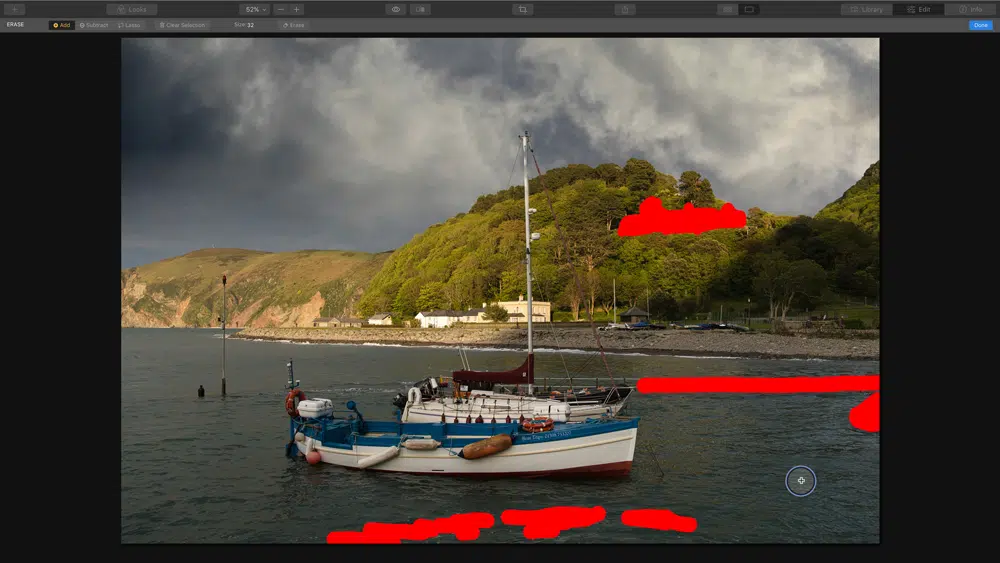 Looks 52% Library Edit Info
ERASE Add Subtract Lasso Clear Selection Size: 32 Erase Done